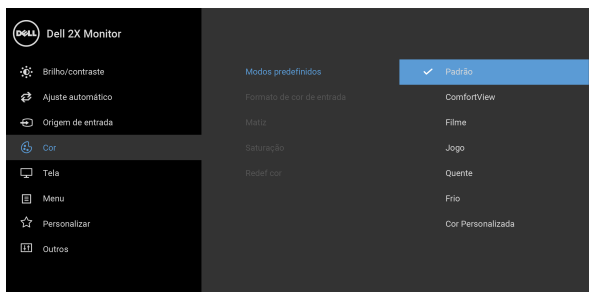 DELL Dell 2X Monitor
Brilho/contraste
Ajuste automático
Origem de entrada
Cor
Tela
Menu
Personalizar
Outros
Modos predefinidos
Formato de cor de entrada
Matiz
Saturação
Redef cor
Padrão
ComfortView
Filme
Jogo
Quente
Frio
Cor Personalizada